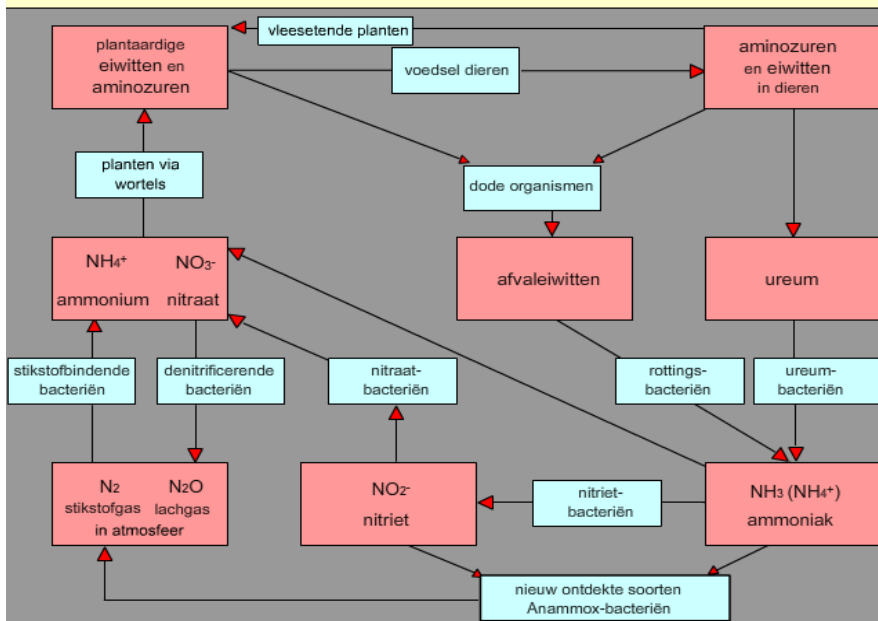 vleesetende planten
plantaardige
eiwitten en
aminozuren
voedsel dieren
aminozuren
en eiwitten
in dieren
planten via
wortels
dode organismen
NH₄⁺ NO₃-
ammonium nitraat
afvaleiwitten
ureum
stikstofbindende
bacteriën
denitrificerende
bacteriën
nitraat-
bacteriën
rottings-
bacteriën
ureum-
bacteriën
N₂ N₂O
stikstofgas lachgas
in atmosfeer
NO₂-
nitriet
nitriet-
bacteriën
NH₃ (NH₄⁺)
ammoniak
nieuw ontdekte soorten
Anammox-bacteriën